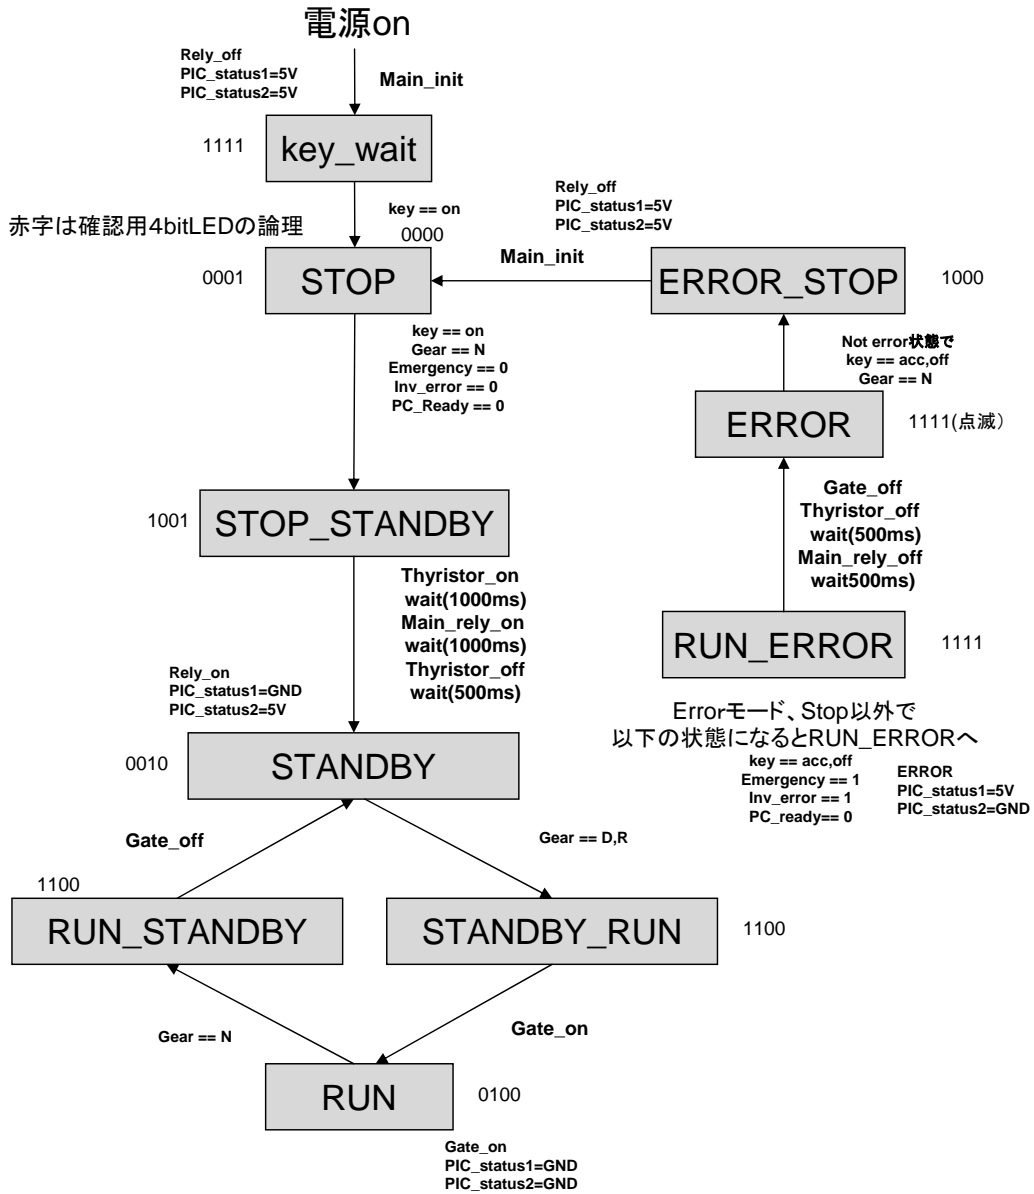 電源on
Rely_off
PIC_status1=5V
PIC_status2=5V
Main_init
1111
key_wait
赤字は確認用4bitLEDの論理
key == on
0000
0001
STOP
Main_init
Rely_off
PIC_status1=5V
PIC_status2=5V
ERROR_STOP
1000
key == on
Gear == N
Emergency == 0
Inv_error == 0
PC_Ready == 0
Not error状態で
key == acc,off
Gear == N
ERROR
1111(点滅）
1001
STOP_STANDBY
Gate_off
Thyristor_off
wait(500ms)
Main_rely_off
wait500ms)
Thyristor_on
wait(1000ms)
Main_rely_on
wait(1000ms)
Thyristor_off
wait(500ms)
RUN_ERROR
1111
Rely_on
PIC_status1=GND
PIC_status2=5V
Errorモード、Stop以外で
以下の状態になるとRUN_ERRORへ
key == acc,off
Emergency == 1
Inv_error == 1
PC_ready== 0
ERROR
PIC_status1=5V
PIC_status2=GND
0010
STANDBY
Gate_off
Gear == D,R
1100
RUN_STANDBY
STANDBY_RUN
1100
Gear == N
Gate_on
RUN
0100
Gate_on
PIC_status1=GND
PIC_status2=GND